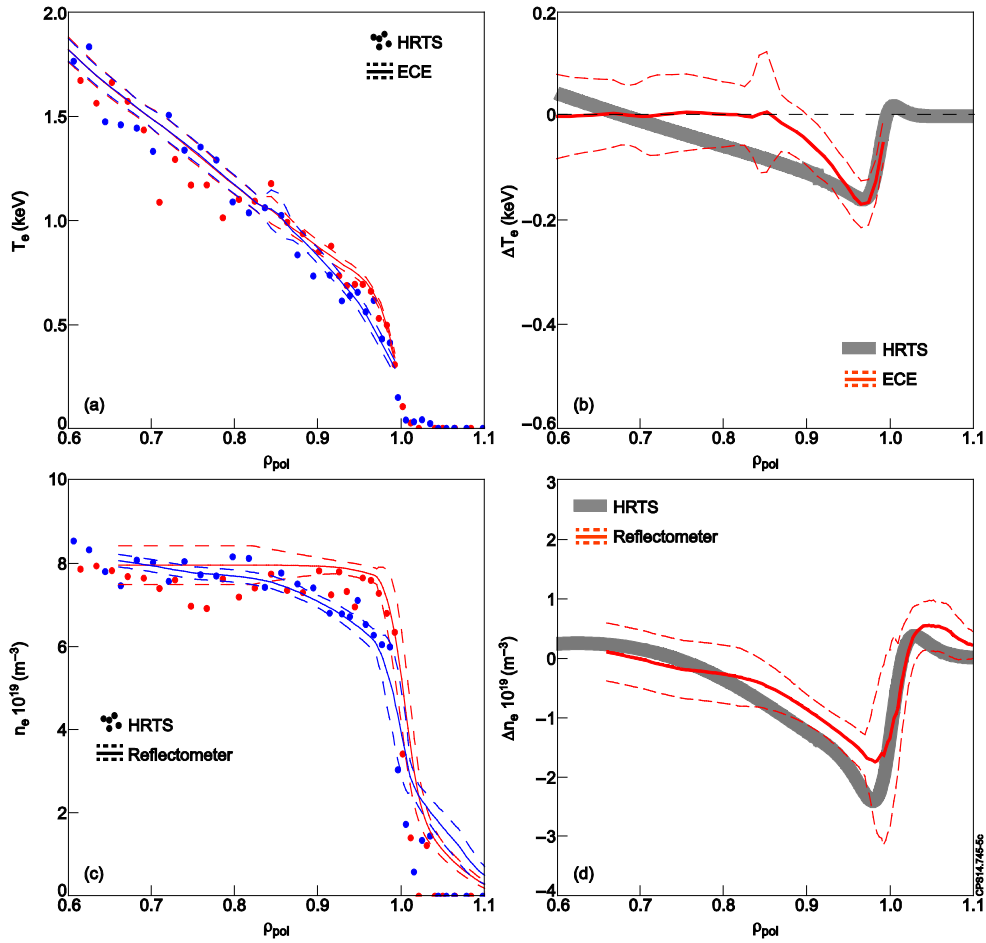 2.0
1.5
1.0
0.5
0
Tₑ (keV)
HRTS
ECE
(a)
0.6 0.7 0.8 0.9 1.0 1.1
ρpol
0.2
0
–0.2
–0.4
–0.6
ΔTₑ (keV)
HRTS
ECE
(b)
0.6 0.7 0.8 0.9 1.0 1.1
ρpol
10
8
6
4
2
0
nₑ 10¹⁹ (m⁻³)
HRTS
Reflectometer
(c)
0.6 0.7 0.8 0.9 1.0 1.1
ρpol
3
2
1
0
–1
–2
–3
–4
Δnₑ 10¹⁹ (m⁻³)
HRTS
Reflectometer
(d)
0.6 0.7 0.8 0.9 1.0 1.1
ρpol
CPS14.745-5c